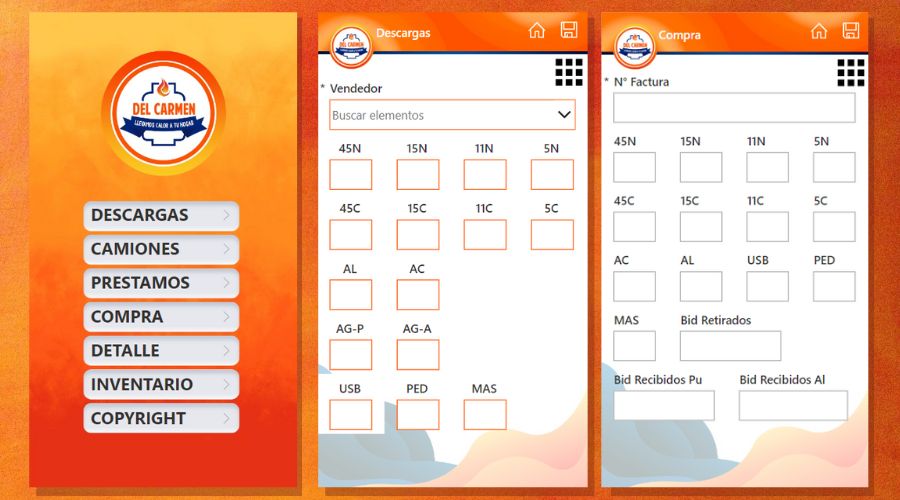 DEL CARMEN
LLEVAMOS CALOR A TU HOGAR
DESCARGAS
CAMIONES
PRESTAMOS
COMPRA
DETALLE
INVENTARIO
COPYRIGHT
DEL CARMEN
Descargas
* Vendedor
Buscar elementos
45N 15N 11N 5N
45C 15C 11C 5C
AL AC
AG-P AG-A
USB PED MAS
DEL CARMEN
Compra
* N° Factura
45N 15N 11N 5N
45C 15C 11C 5C
AC AL USB PED
MAS Bid Retirados
Bid Recibidos Pu Bid Recibidos Al